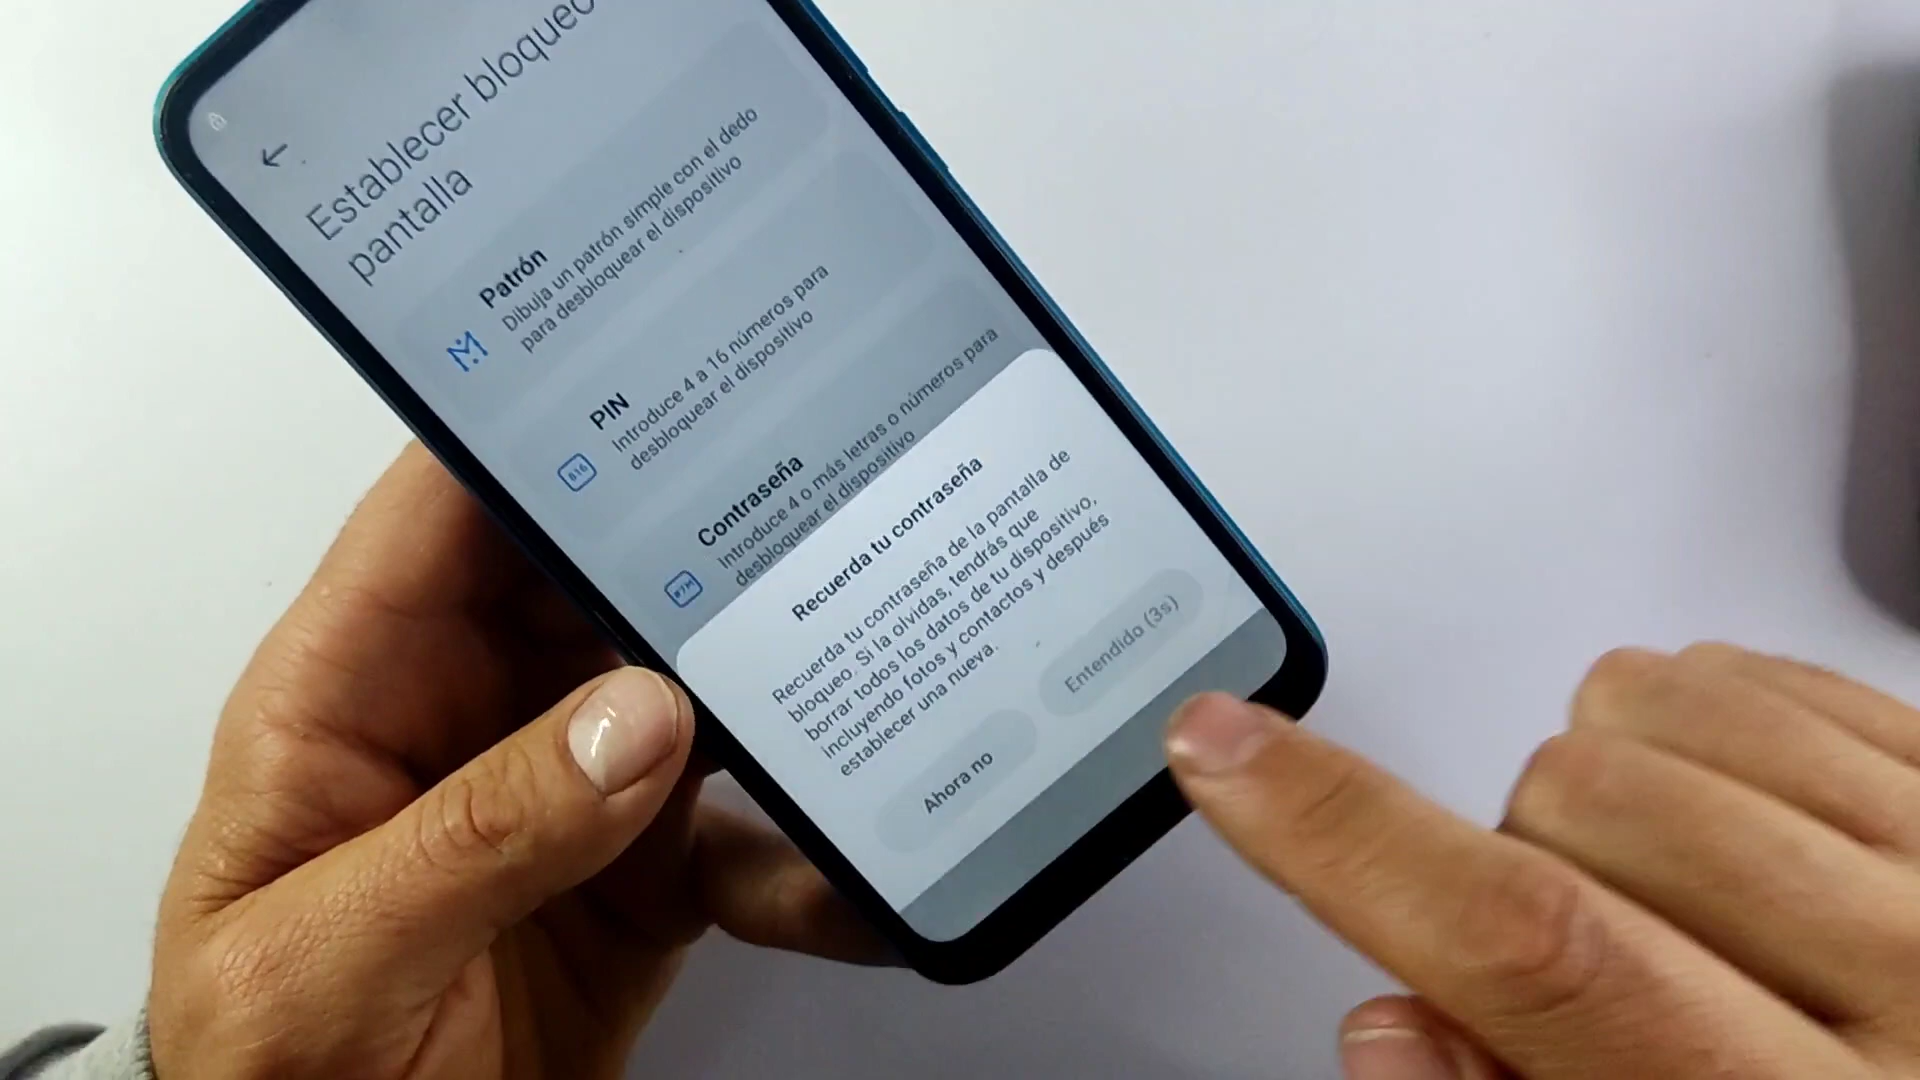 Establecer bloqueo
pantalla
Patrón
Dibuja un patrón simple con el dedo
para desbloquear el dispositivo
PIN
Introduce 4 a 16 números para
desbloquear el dispositivo
Contraseña
Introduce 4 o más letras o números para
desbloquear el dispositivo
Recuerda tu contraseña
Recuerda tu contraseña de la pantalla de
bloqueo. Si la olvidas, tendrás que
borrar todos los datos de tu dispositivo,
incluyendo fotos y contactos y después
establecer una nueva.
Ahora no
Entendido (3s)